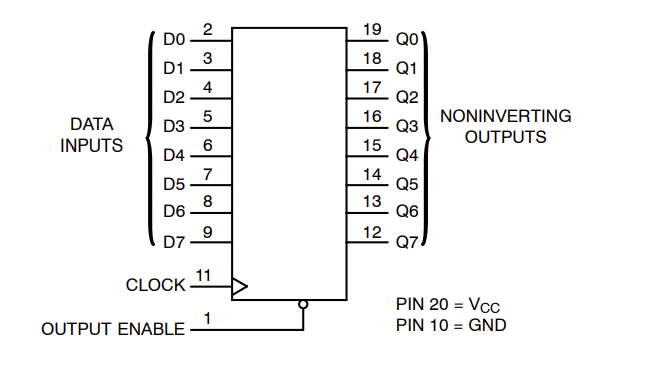 D0 2 19 Q0
D1 3 18 Q1
D2 4 17 Q2
D3 5 16 Q3
D4 6 15 Q4
D5 7 14 Q5
D6 8 13 Q6
D7 9 12 Q7
DATA
INPUTS
NONINVERTING
OUTPUTS
CLOCK 11
OUTPUT ENABLE 1
PIN 20 = VCC
PIN 10 = GND